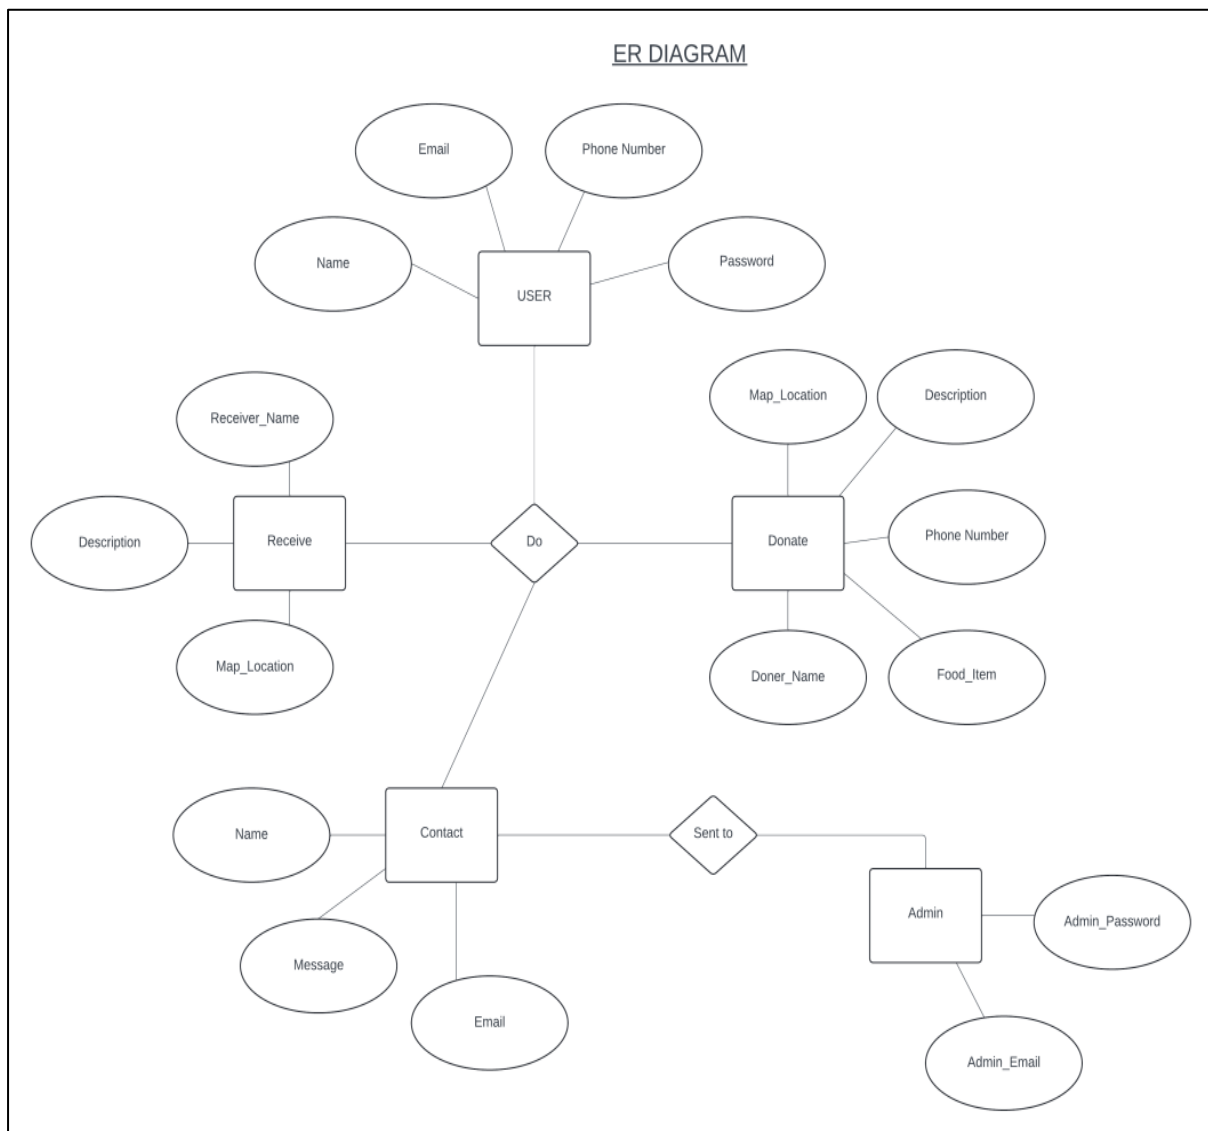 ER DIAGRAM
Email
Phone Number
Name
Password
USER
Map_Location
Description
Receiver_Name
Receive
Description
Do
Donate
Phone Number
Map_Location
Doner_Name
Food_Item
Name
Contact
Sent to
Admin
Admin_Password
Message
Email
Admin_Email